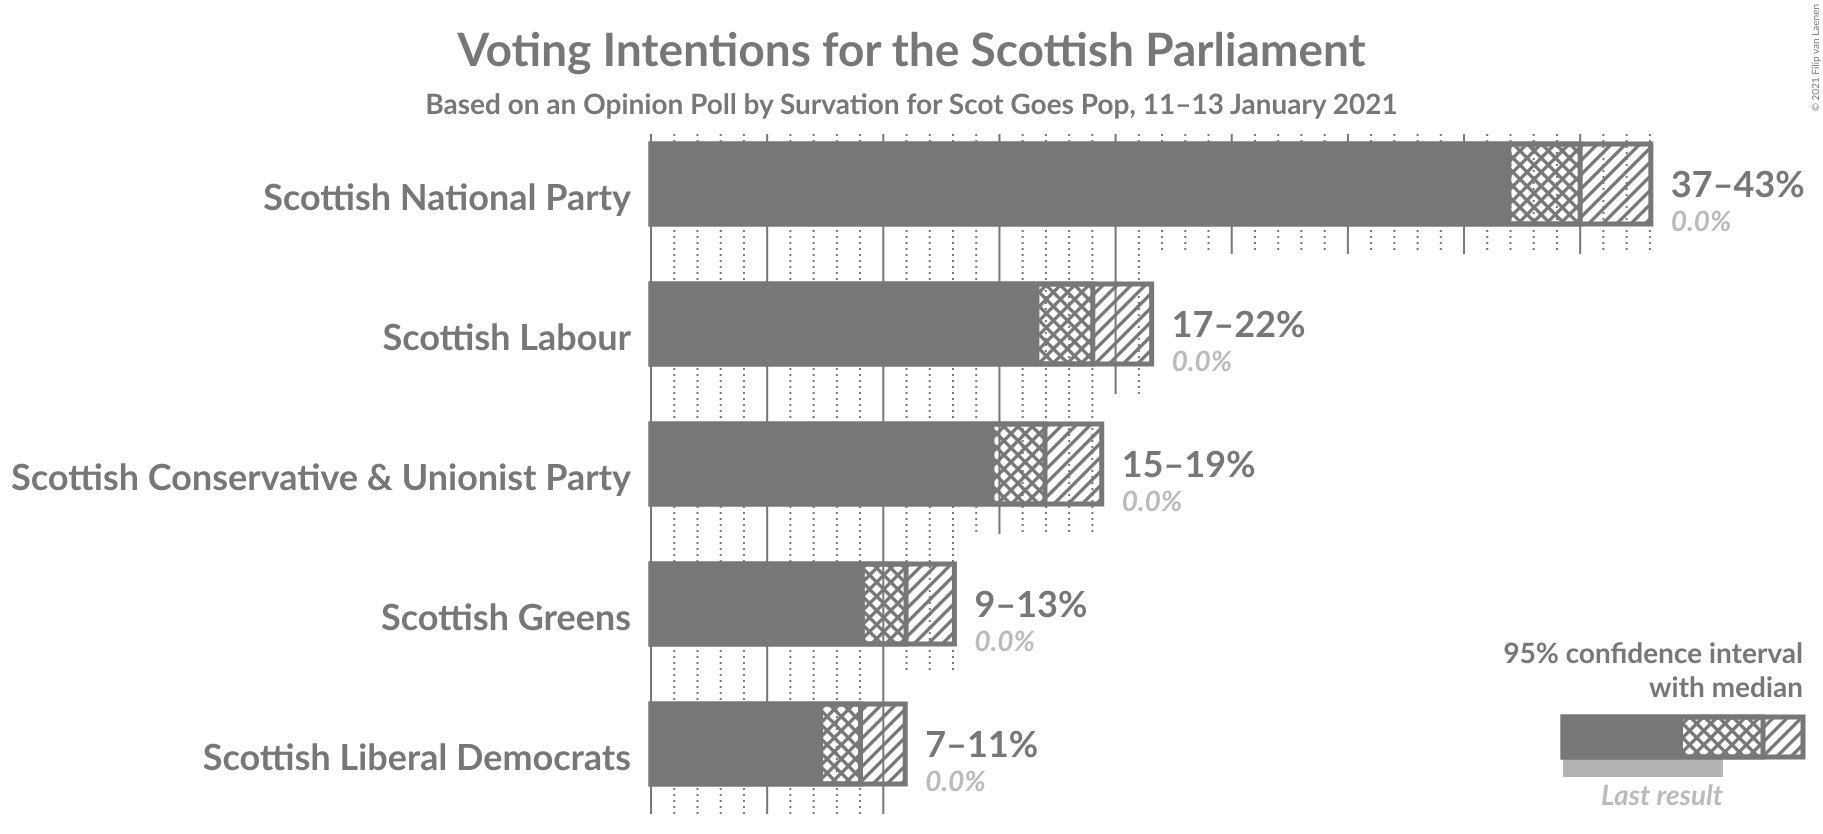 Voting Intentions for the Scottish Parliament
Based on an Opinion Poll by Survation for Scot Goes Pop, 11–13 January 2021
© 2021 Filip van Laenen
Scottish National Party
37–43%
0.0%
Scottish Labour
17–22%
0.0%
Scottish Conservative & Unionist Party
15–19%
0.0%
Scottish Greens
9–13%
0.0%
Scottish Liberal Democrats
7–11%
0.0%
95% confidence interval
with median
Last result